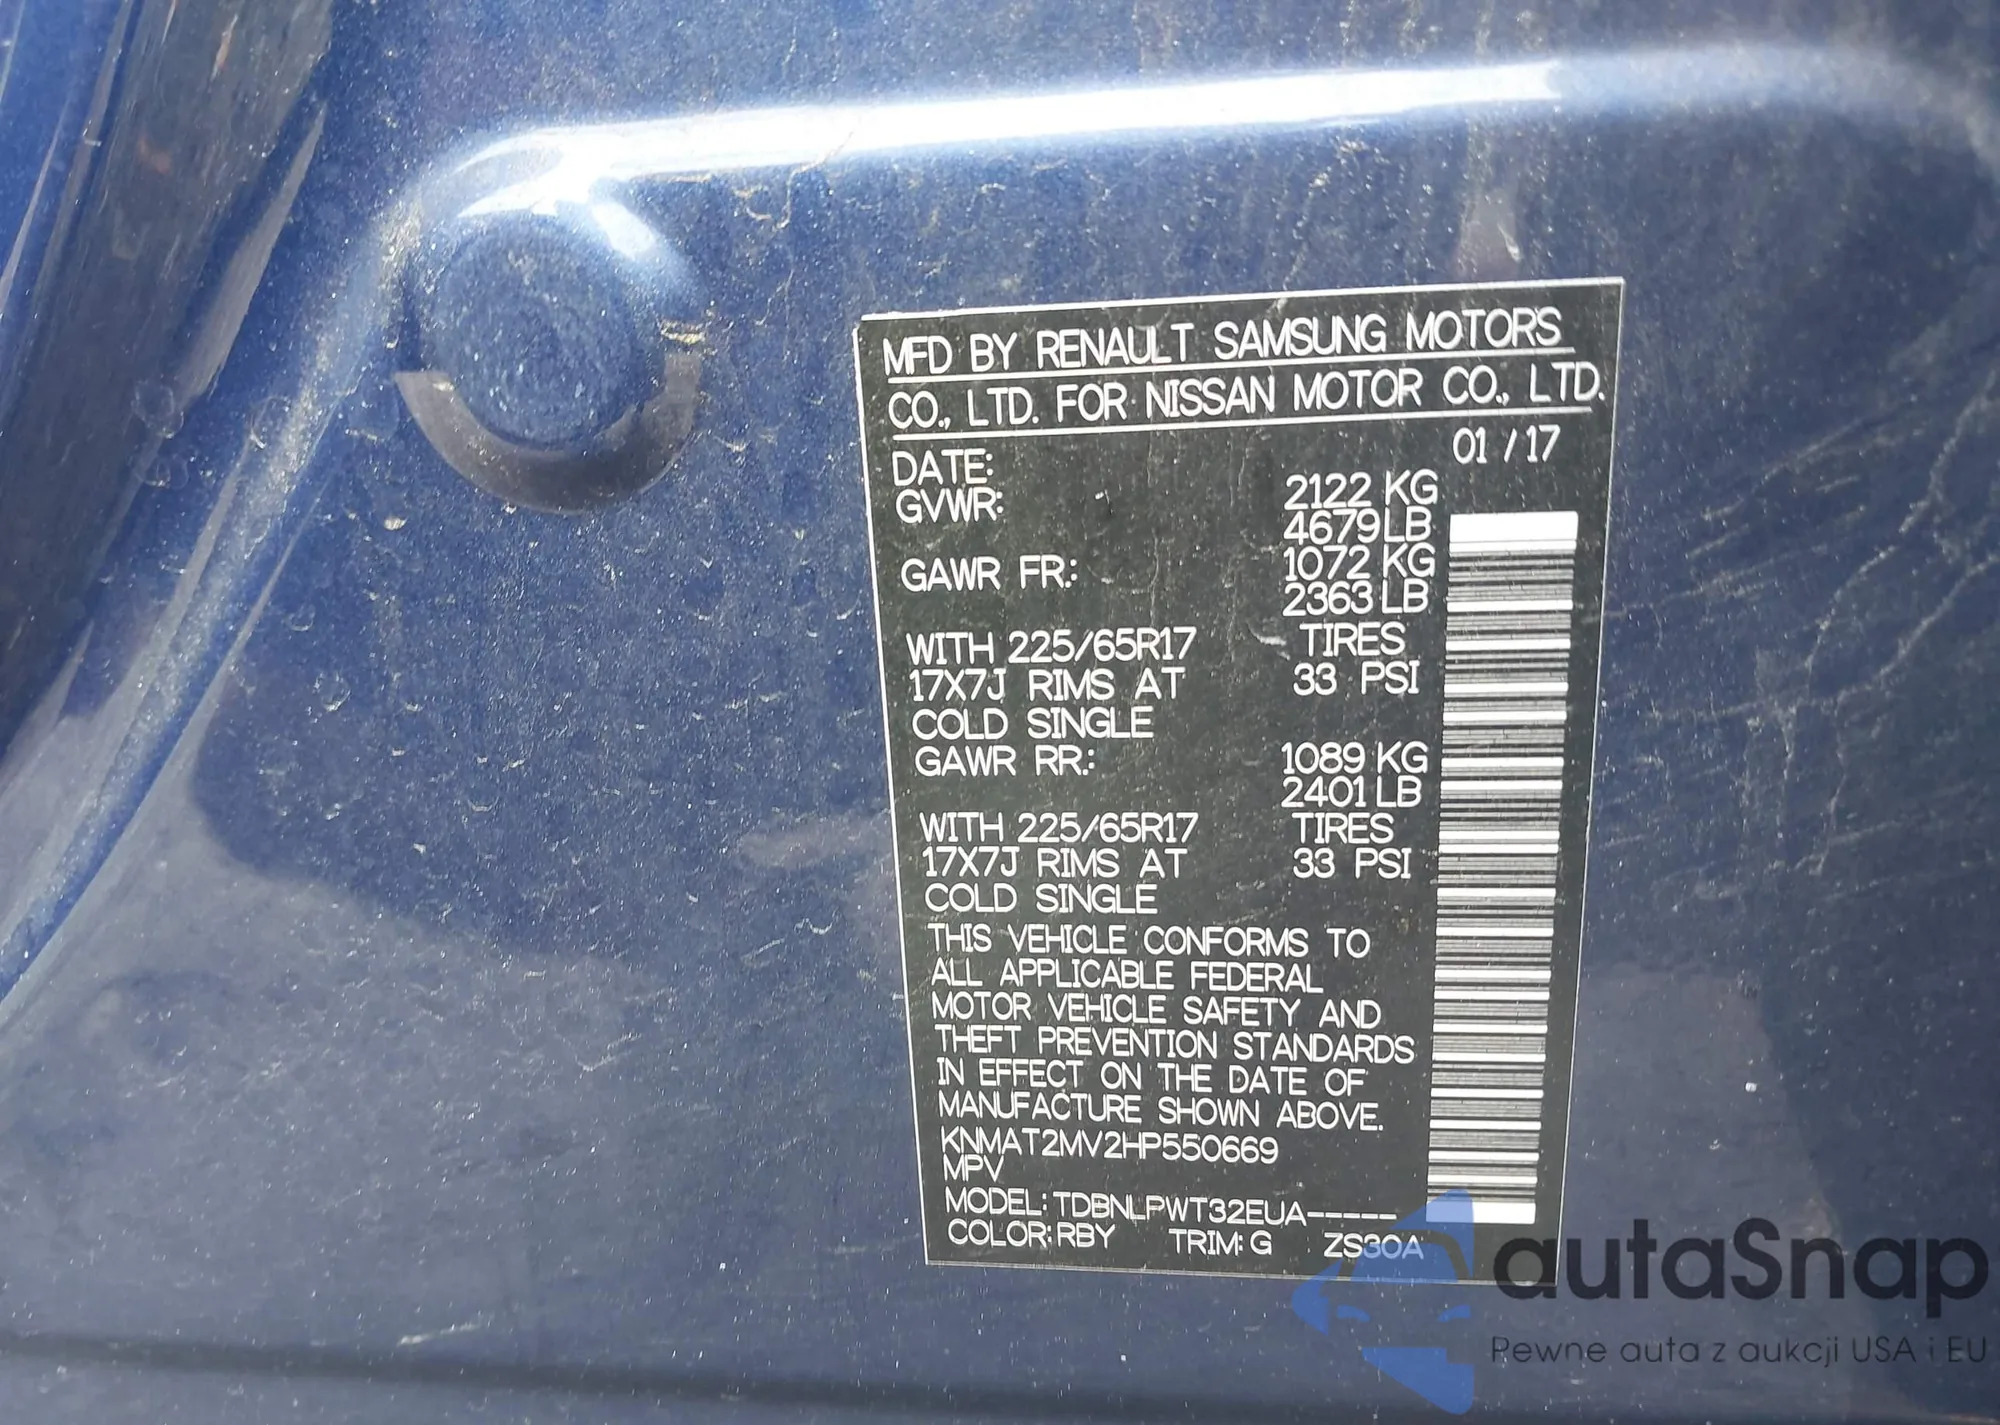 MFD BY RENAULT SAMSUNG MOTORS
CO., LTD. FOR NISSAN MOTOR CO., LTD.
DATE: 01 / 17
GVWR: 2122 KG
4679 LB
GAWR FR.: 1072 KG
2363 LB
WITH 225/65R17 TIRES
17X7J RIMS AT 33 PSI
COLD SINGLE
GAWR RR.: 1089 KG
2401 LB
WITH 225/65R17 TIRES
17X7J RIMS AT 33 PSI
COLD SINGLE
THIS VEHICLE CONFORMS TO
ALL APPLICABLE FEDERAL
MOTOR VEHICLE SAFETY AND
THEFT PREVENTION STANDARDS
IN EFFECT ON THE DATE OF
MANUFACTURE SHOWN ABOVE.
KNMAT2MV2HP550669
MPV
MODEL: TDBNLPWT32EUA-----
COLOR: RBY TRIM: G ZS30A
autaSnap
Pewne auta z aukcji USA i EU